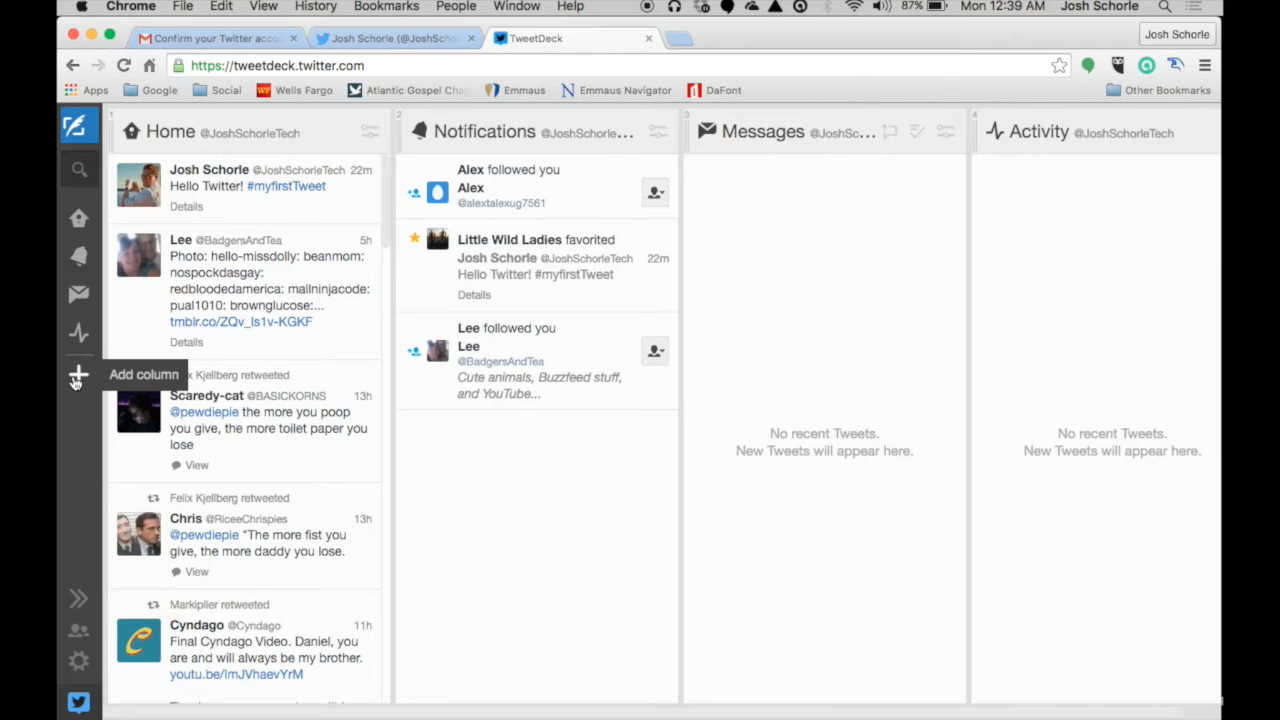 Chrome File Edit View History Bookmarks People Window Help 87% Mon 12:39 AM Josh Schorle
Confirm your Twitter acco
Josh Schorle (@JoshSchor
TweetDeck
Josh Schorle
https://tweetdeck.twitter.com
Apps Google Social Wells Fargo Atlantic Gospel Cha Emmaus Emmaus Navigator DaFont Other Bookmarks
1
Home @JoshSchorleTech
Josh Schorle @JoshSchorleTech 22m
Hello Twitter! #myfirstTweet
Details
Lee @BadgersAndTea 5h
Photo: hello-missdolly: beanmom:
nospockdasgay:
redbloodedamerica: mallninjacode:
pual1010: brownglucose:...
tmblr.co/ZQv_ls1v-KGKF
Details
Add column
x Kjellberg retweeted
Scaredy-cat @BASICKORNS 13h
@pewdiepie the more you poop
you give, the more toilet paper you
lose
View
Felix Kjellberg retweeted
Chris @RiceeChrispies 13h
@pewdiepie "The more fist you
give, the more daddy you lose.
View
Markiplier retweeted
Cyndago @Cyndago 11h
Final Cyndago Video. Daniel, you
are and will always be my brother.
youtu.be/lmJVhaevYrM
2
Notifications @JoshSchorle...
Alex followed you
Alex
@alextalexug7561
Little Wild Ladies favorited
Josh Schorle @JoshSchorleTech 22m
Hello Twitter! #myfirstTweet
Details
Lee followed you
Lee
@BadgersAndTea
Cute animals, Buzzfeed stuff,
and YouTube...
3
Messages @JoshSc...
No recent Tweets.
New Tweets will appear here.
4
Activity @JoshSchorleTech
No recent Tweets.
New Tweets will appear here.